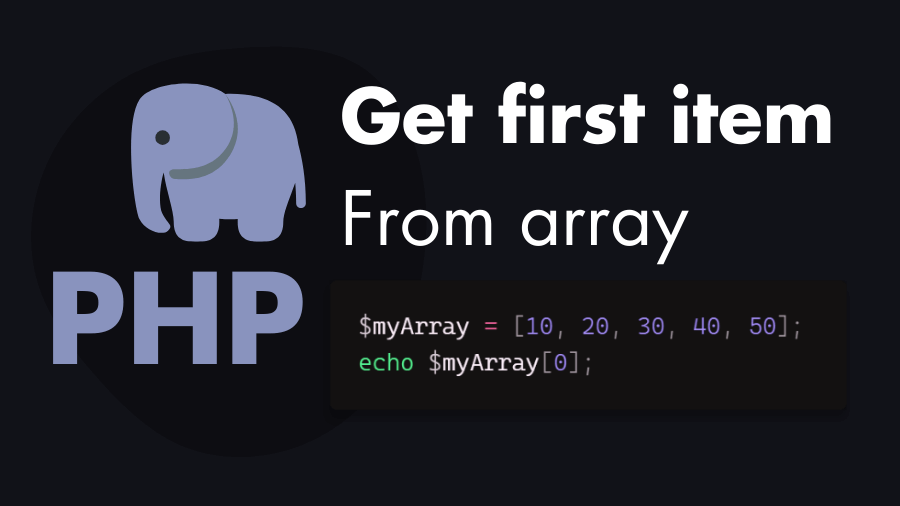 Get first item
From array
PHP
$myArray = [10, 20, 30, 40, 50];
echo $myArray[0];